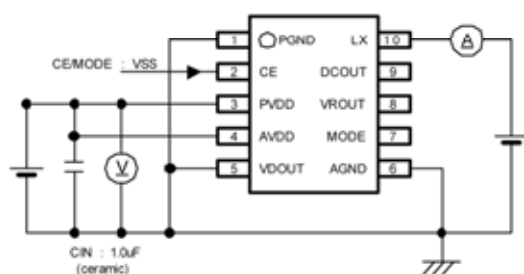 1 PGND LX 10
A
CE/MODE : VSS
2 CE DCOUT 9
3 PVDD VROUT 8
4 AVDD MODE 7
V
5 VDOUT AGND 6
CIN : 1.0uF
(ceramic)